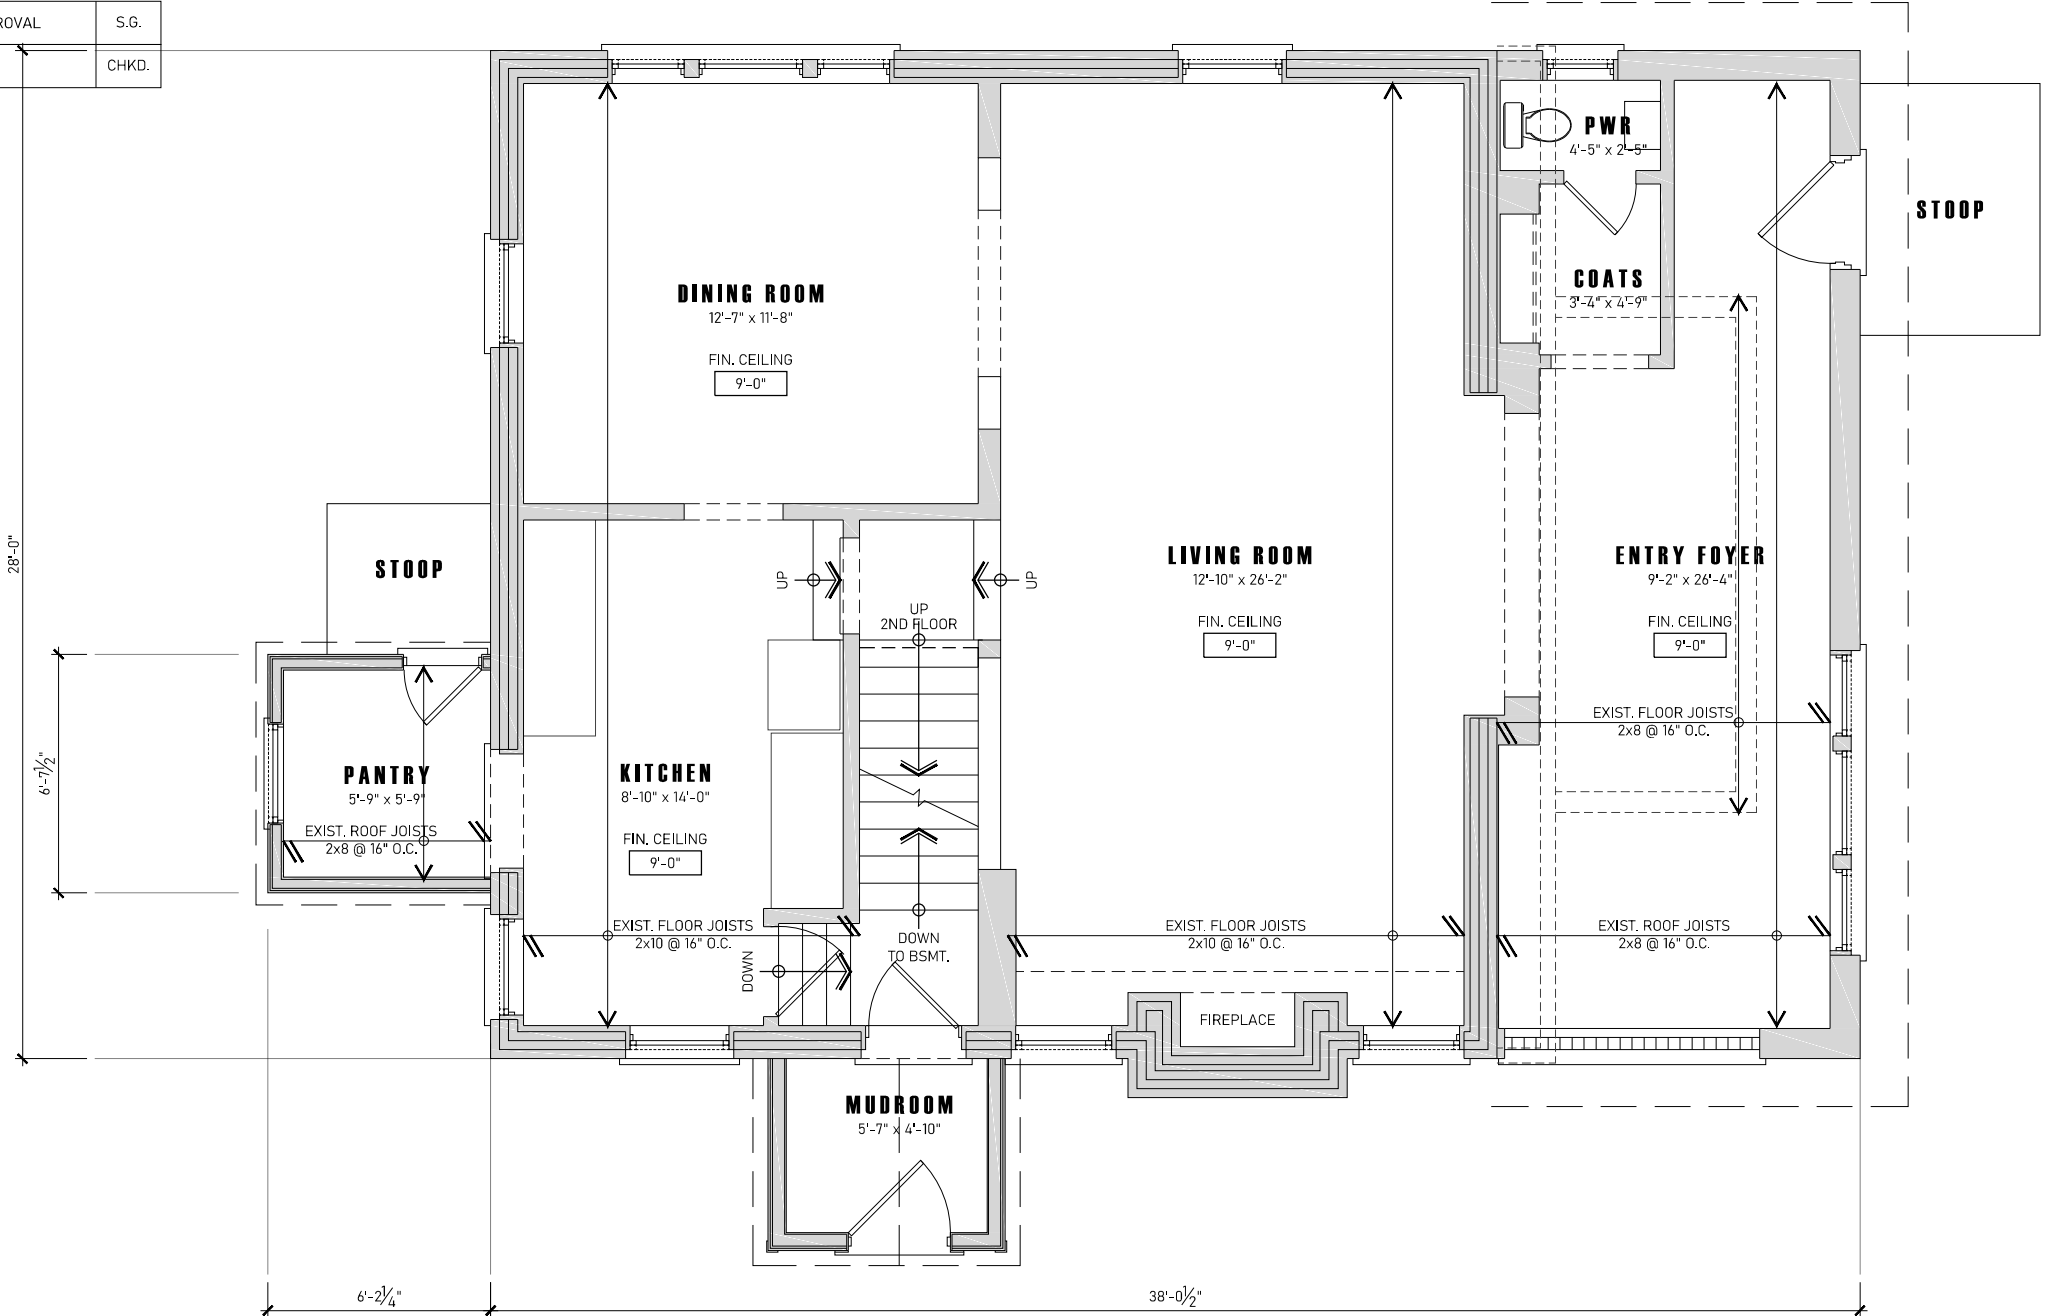 S.G.
CHKD.
PWR
4'-5" x 2'-5"
STOOP
COATS
3'-4" x 4'-9"
DINING ROOM
12'-7" x 11'-8"
FIN. CEILING
9'-0"
28'-0"
STOOP
UP
UP
UP
2ND FLOOR
LIVING ROOM
12'-10" x 26'-2"
FIN. CEILING
9'-0"
ENTRY FOYER
9'-2" x 26'-4"
FIN. CEILING
9'-0"
EXIST. FLOOR JOISTS
2x8 @ 16" O.C.
6'-7½"
PANTRY
5'-9" x 5'-9"
EXIST. ROOF JOISTS
2x8 @ 16" O.C.
KITCHEN
8'-10" x 14'-0"
FIN. CEILING
9'-0"
EXIST. FLOOR JOISTS
2x10 @ 16" O.C.
DOWN
DOWN
TO BSMT.
EXIST. FLOOR JOISTS
2x10 @ 16" O.C.
EXIST. ROOF JOISTS
2x8 @ 16" O.C.
FIREPLACE
MUDROOM
5'-7" x 4'-10"
6'-2¼"
38'-0½"